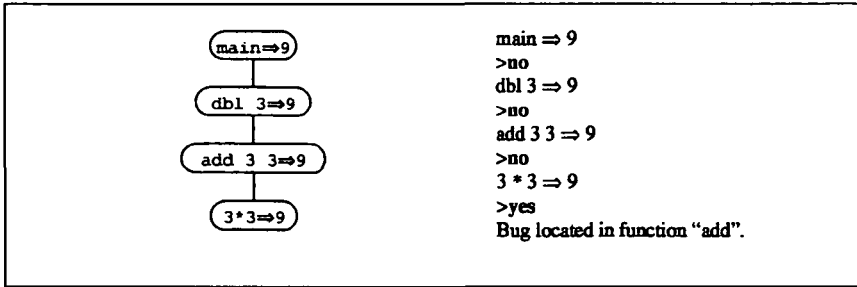 main⇒9
dbl 3⇒9
add 3 3⇒9
3*3⇒9
main ⇒ 9
>no
dbl 3 ⇒ 9
>no
add 3 3 ⇒ 9
>no
3 * 3 ⇒ 9
>yes
Bug located in function “add”.